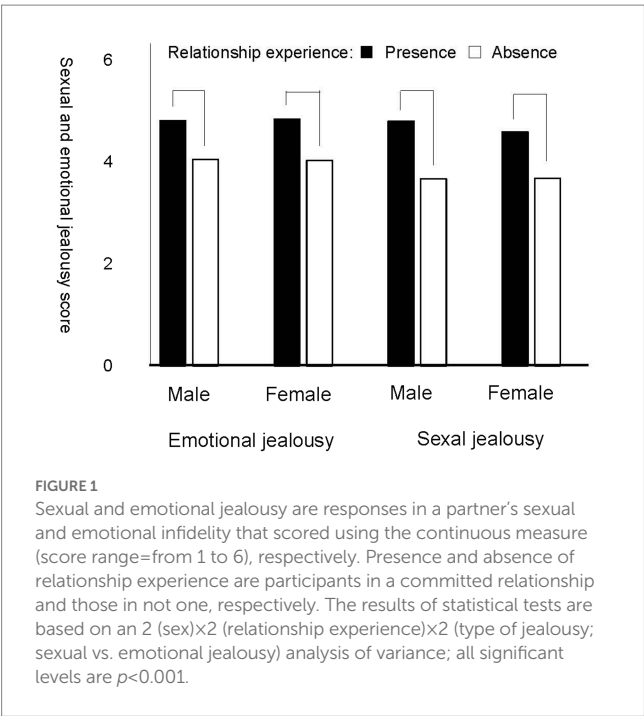 Relationship experience: ■ Presence □ Absence
Sexual and emotional jealousy score
6
4
2
0
Male Female Male Female
Emotional jealousy Sexal jealousy
FIGURE 1
Sexual and emotional jealousy are responses in a partner’s sexual
and emotional infidelity that scored using the continuous measure
(score range=from 1 to 6), respectively. Presence and absence of
relationship experience are participants in a committed relationship
and those in not one, respectively. The results of statistical tests are
based on an 2 (sex)×2 (relationship experience)×2 (type of jealousy;
sexual vs. emotional jealousy) analysis of variance; all significant
levels are p<0.001.